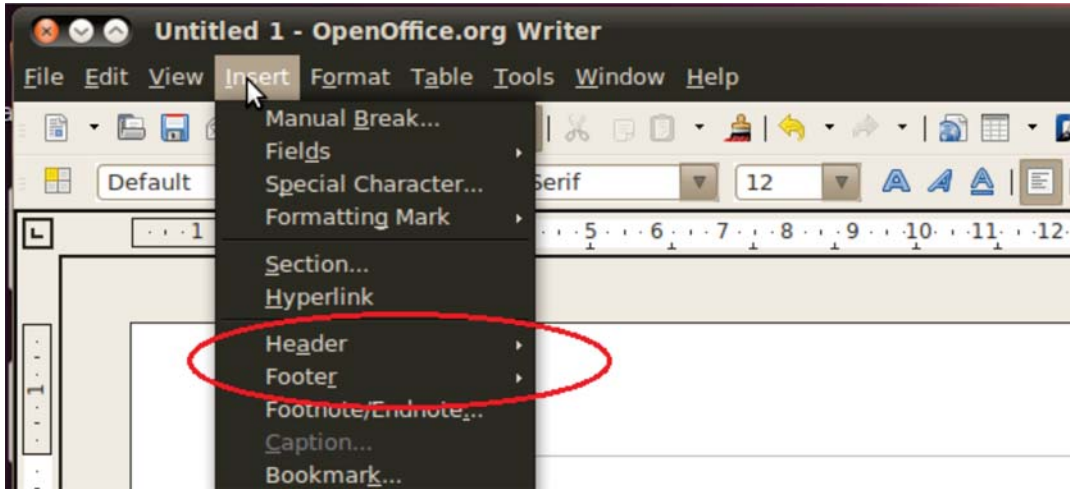 Untitled 1 - OpenOffice.org Writer
File Edit View Insert Format Table Tools Window Help
Manual Break...
Fields
Default
Special Character...
Serif
12
Formatting Mark
1
5 6 7 8 9 10 11 12
Section...
Hyperlink
Header
Footer
1
Footnote/Endnote...
Caption...
Bookmark...